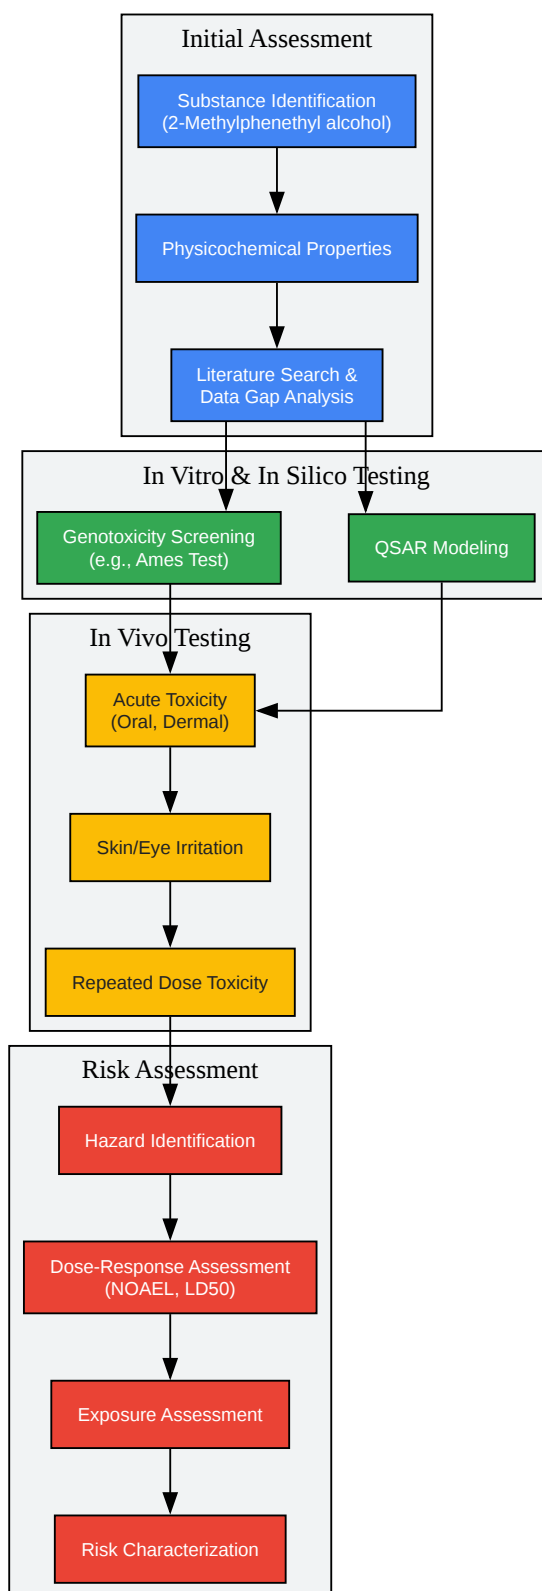 Initial Assessment
Substance Identification
(2-Methylphenethyl alcohol)
Physicochemical Properties
Literature Search &
Data Gap Analysis
In Vitro & In Silico Testing
Genotoxicity Screening
(e.g., Ames Test)
QSAR Modeling
In Vivo Testing
Acute Toxicity
(Oral, Dermal)
Skin/Eye Irritation
Repeated Dose Toxicity
Risk Assessment
Hazard Identification
Dose-Response Assessment
(NOAEL, LD50)
Exposure Assessment
Risk Characterization